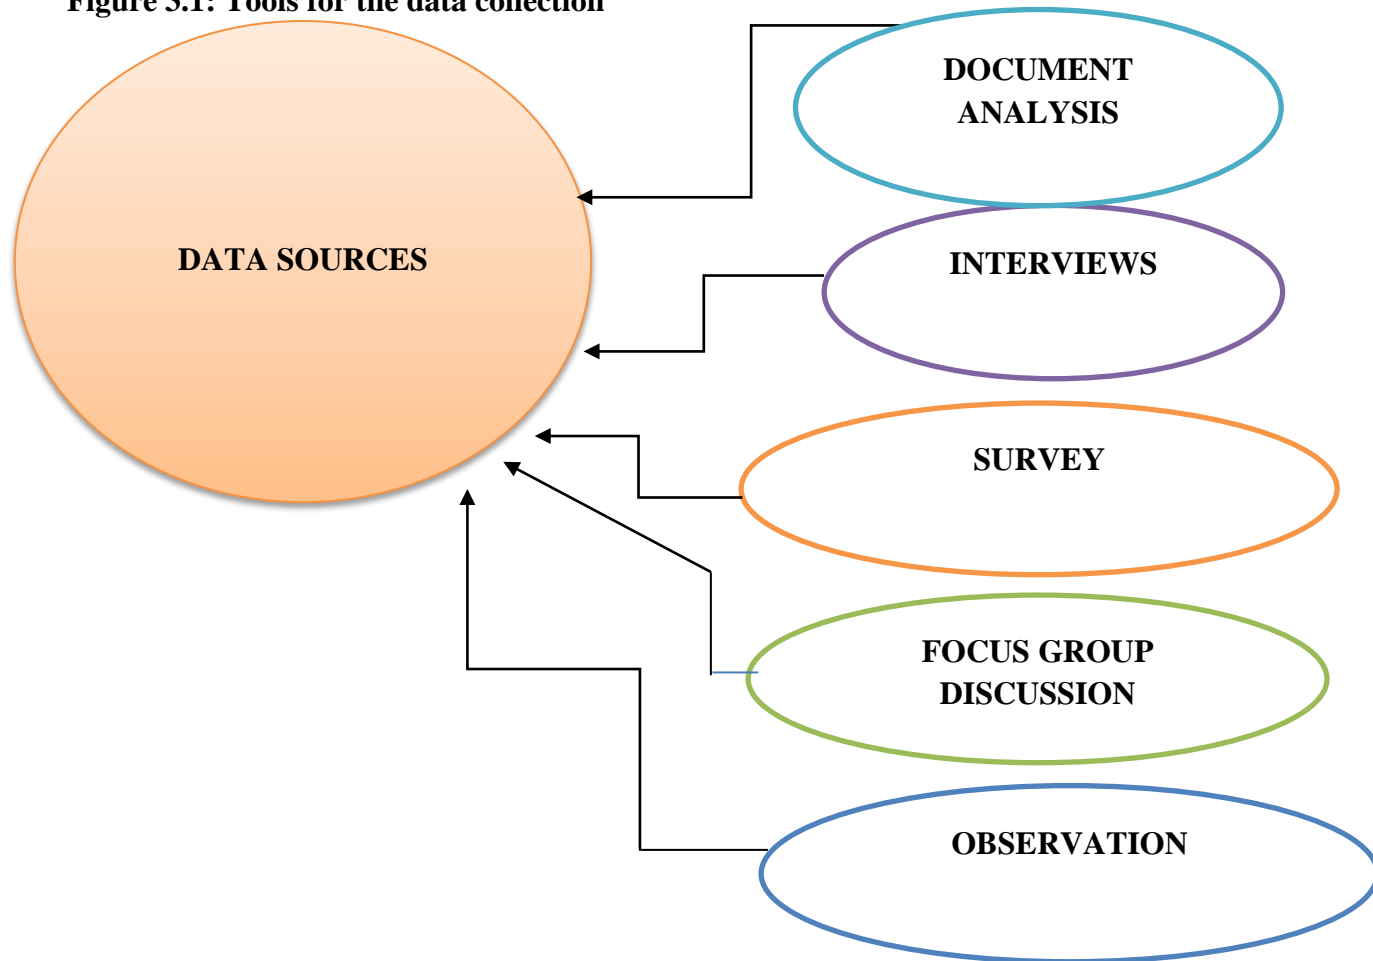 Figure 3.1: Tools for the data collection
DOCUMENT
ANALYSIS
DATA SOURCES
INTERVIEWS
SURVEY
FOCUS GROUP
DISCUSSION
OBSERVATION